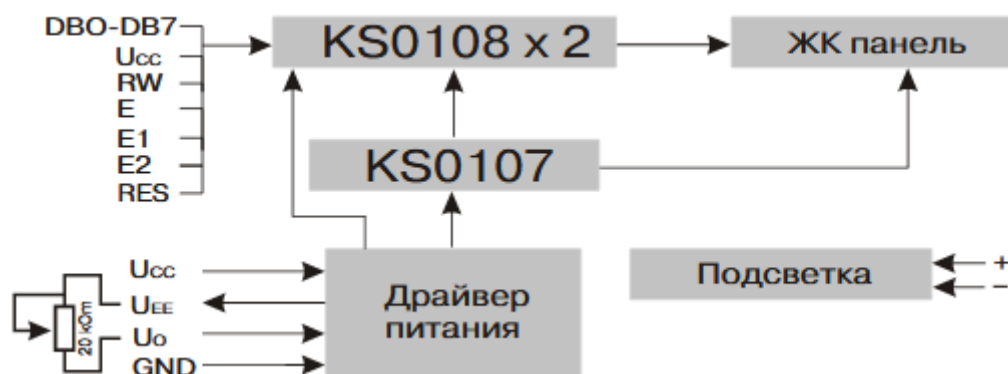 DBO-DB7
Ucc
RW
E
E1
E2
RES
KS0108 x 2
ЖК панель
KS0107
Ucc
UEE
Uo
GND
20 kOm
Драйвер
питания
Подсветка
+
–